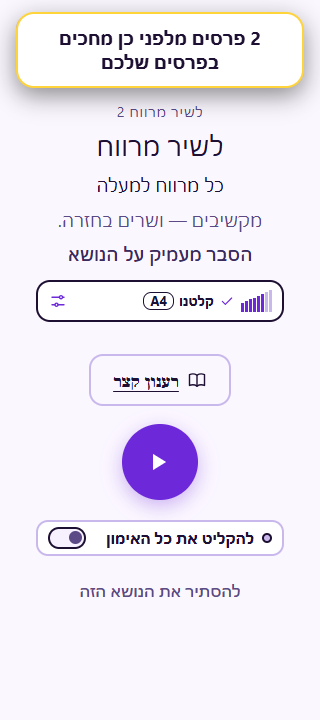 2 פרסים מלפני כן מחכים
בפרסים שלכם
לשיר מרווח 2
לשיר מרווח
כל מרווח למעלה
מקשיבים — ושרים בחזרה.
הסבר מעמיק על הנושא
קלטנו A4
רענון קצר
להקליט את כל האימון
להסתיר את הנושא הזה